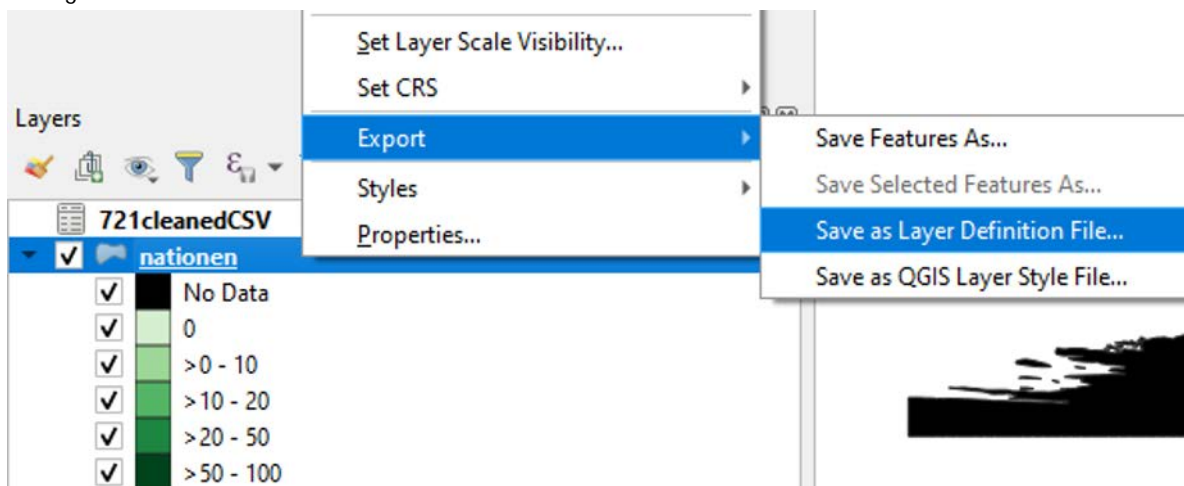 Set Layer Scale Visibility...
Set CRS
Layers
Export
Save Features As...
Styles
Save Selected Features As...
721cleanedCSV
Properties...
Save as Layer Definition File...
nationen
Save as QGIS Layer Style File...
No Data
0
>0 - 10
>10 - 20
>20 - 50
>50 - 100